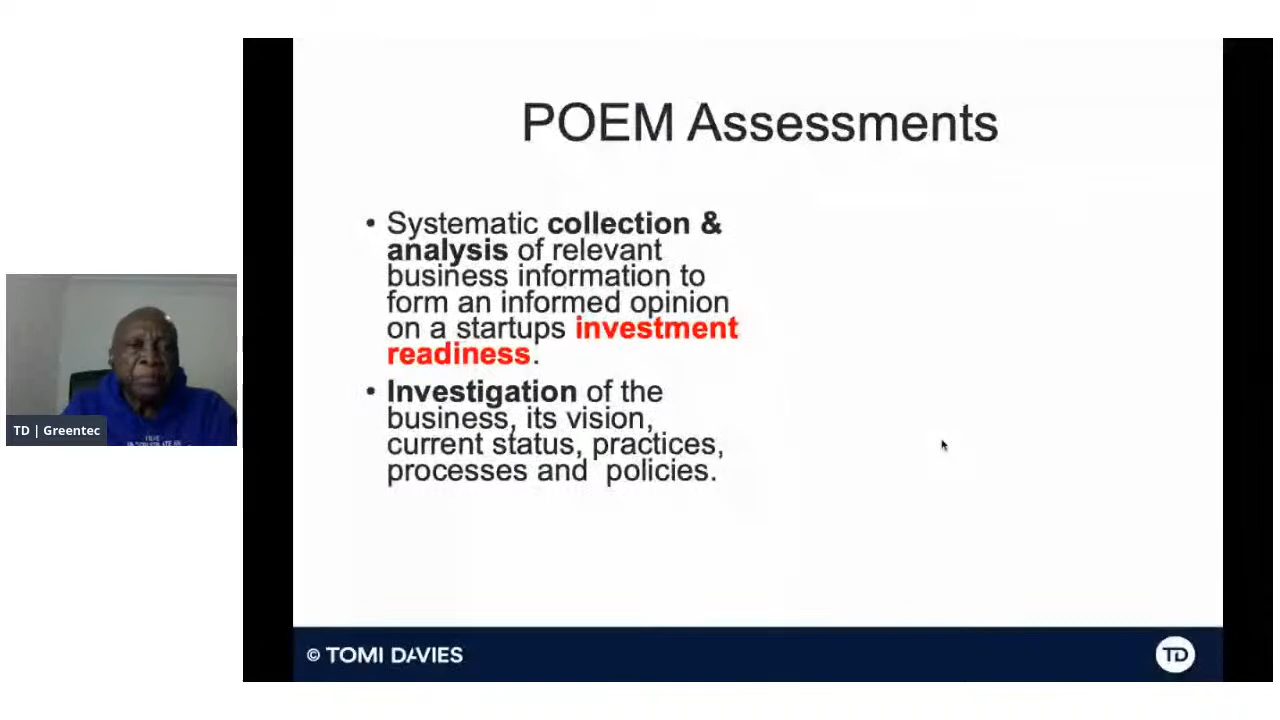 POEM Assessments
• Systematic collection &
analysis of relevant
business information to
form an informed opinion
on a startups investment
readiness.
• Investigation of the
business, its vision,
current status, practices,
processes and  policies.
TD | Greentec
© TOMI DAVIES
TD